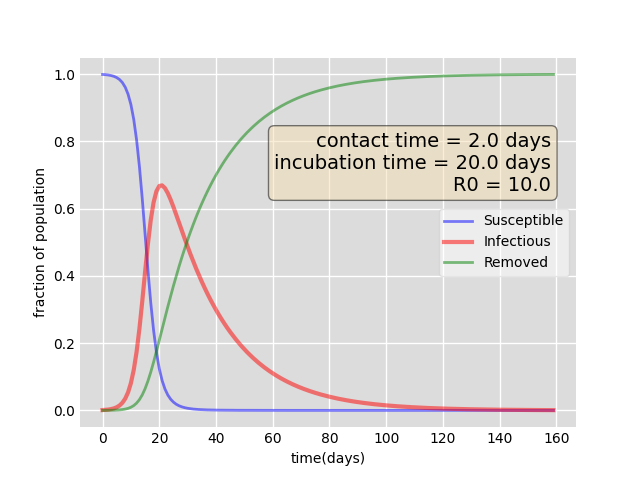 1.0
0.8
0.6
0.4
0.2
0.0
fraction of population
contact time = 2.0 days
incubation time = 20.0 days
R0 = 10.0
Susceptible
Infectious
Removed
0 20 40 60 80 100 120 140 160
time(days)